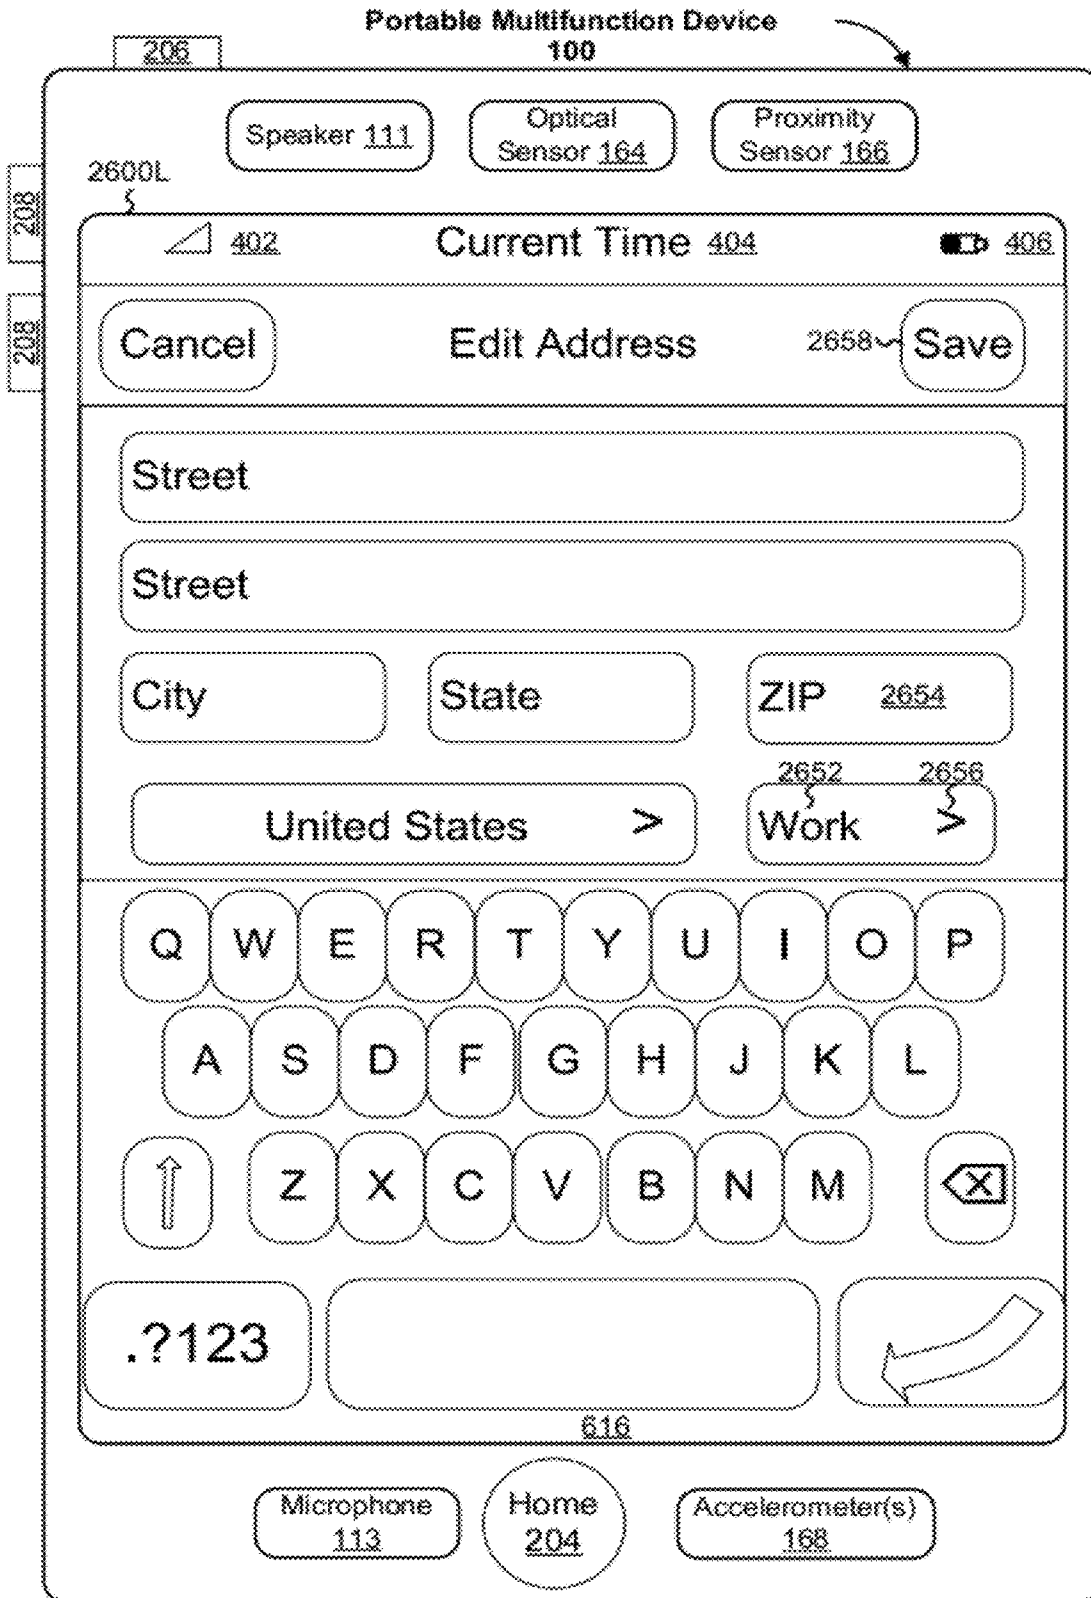 Portable Multifunction Device
100
206
Speaker 111
Optical
Sensor 164
Proximity
Sensor 166
2600L
208
208
402 Current Time 404 406
Cancel Edit Address 2658 Save
Street
Street
City State ZIP 2654
2652 2656
United States > Work >
Q W E R T Y U I O P
A S D F G H J K L
Z X C V B N M X
.?123
616
Microphone
113
Home
204
Accelerometer(s)
168